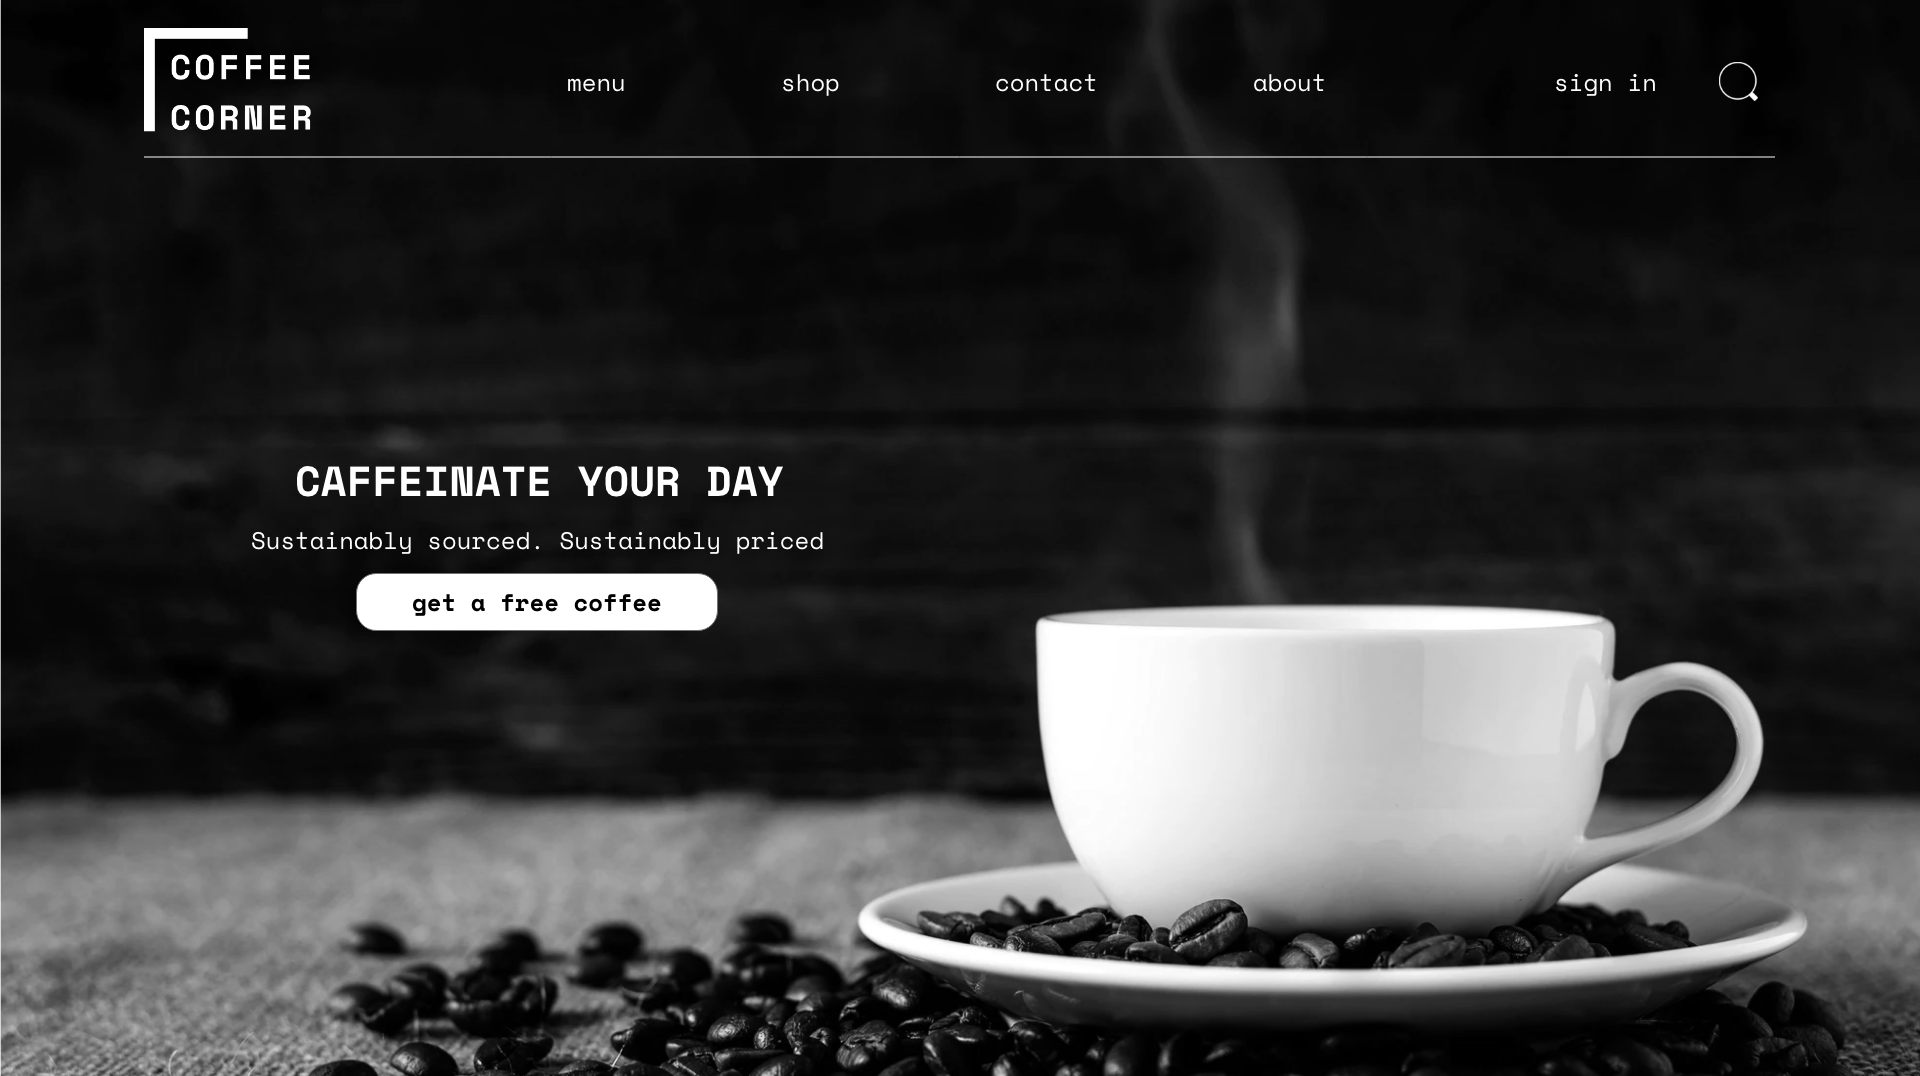 COFFEE
CORNER
menu shop contact about sign in
CAFFEINATE YOUR DAY
Sustainably sourced. Sustainably priced
get a free coffee